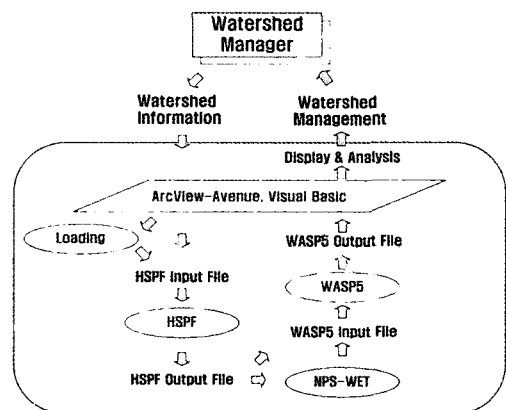 Watershed
Manager
Watershed
Information
Watershed
Management
Display & Analysis
ArcView-Avenue, Visual Basic
Loading
WASP5 Output File
HSPF Input File
WASP5
HSPF
WASP5 Input File
HSPF Output File
NPS-WET